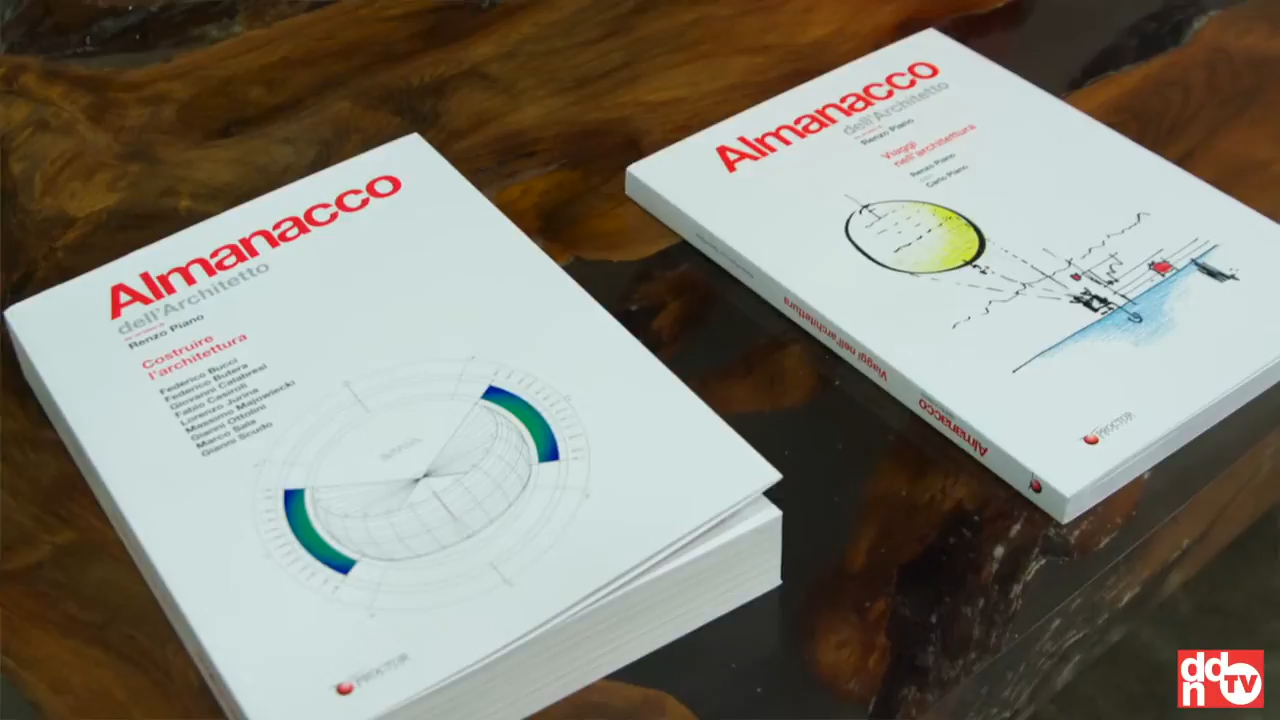 Almanacco
dell'Architetto
Renzo Piano
Costruire
l'architettura
Federico Bucci
Federico Butera
Giovanni Calabresi
Fabio Casiroli
Lorenzo Jurina
Massimo Majowiecki
Gianni Ottolini
Marco Sala
Gianni Scudo
PROCTOR
Almanacco
dell'Architetto
Renzo Piano
Viaggi
nell'architettura
Renzo Piano
Carlo Piano
PROCTOR
Viaggi nell'architettura
Almanacco
ddn TV